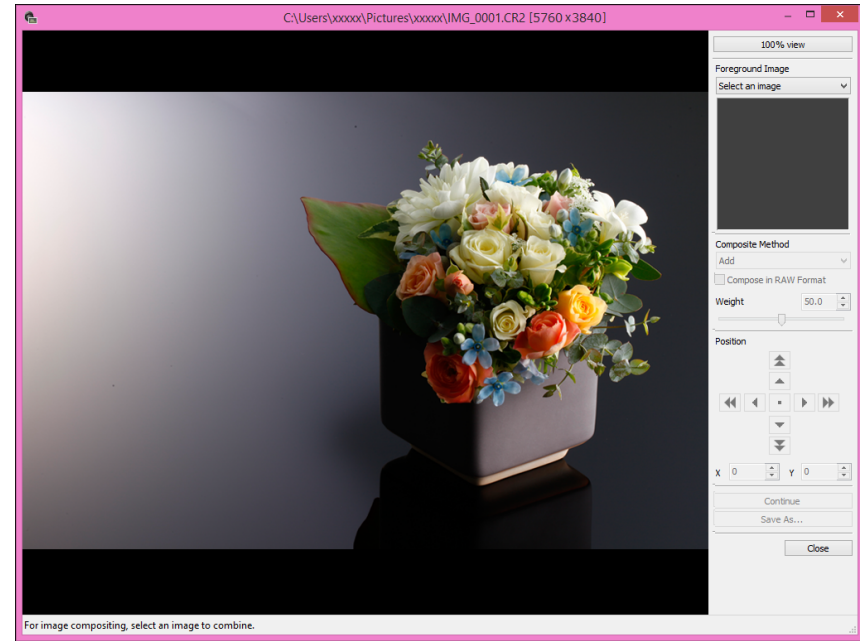 C:\Users\xxxxx\Pictures\xxxxx\IMG_0001.CR2 [5760 x 3840]
100% view
Foreground Image
Select an image
Composite Method
Add
Compose in RAW Format
Weight 50.0
Position
X 0 Y 0
Continue
Save As...
Close
For image compositing, select an image to combine.